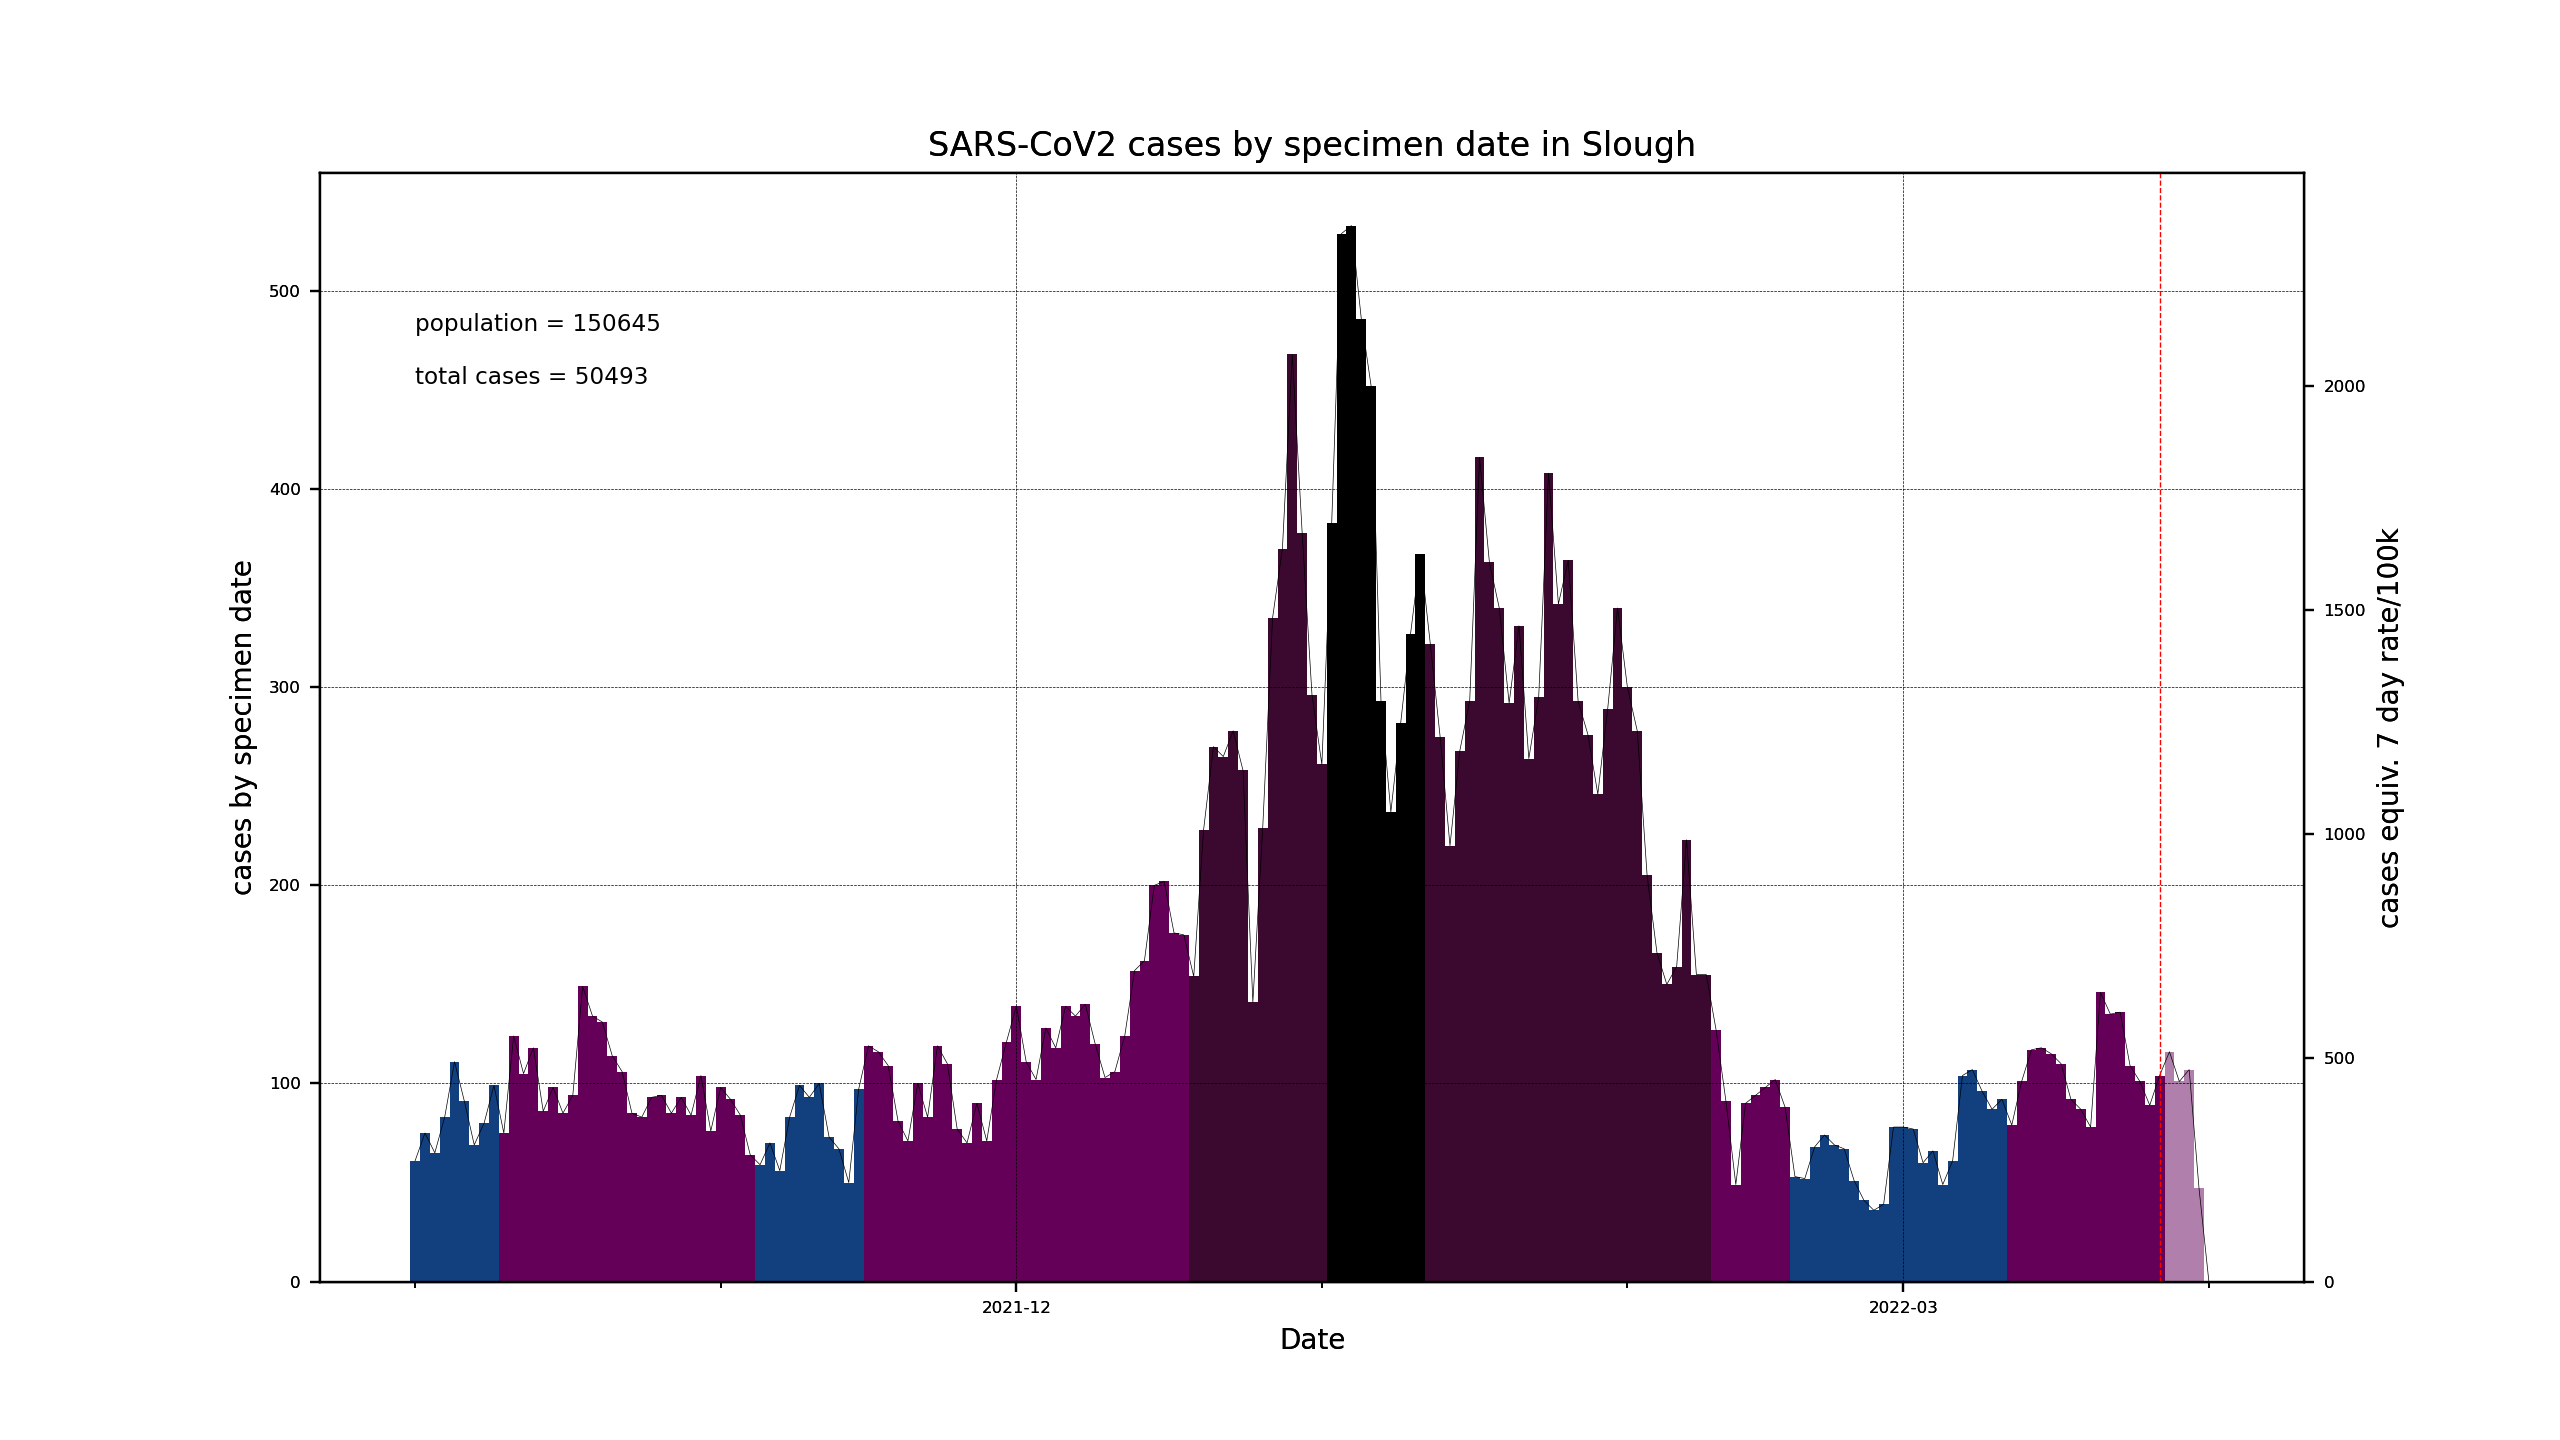 SARS-CoV2 cases by specimen date in Slough
population = 150645
total cases = 50493
cases by specimen date
500
400
300
200
100
0
2000
1500
1000
500
0
cases equiv. 7 day rate/100k
2021-12
2022-03
Date